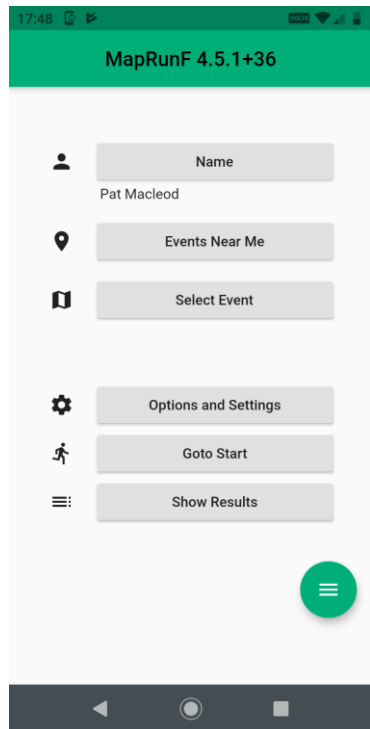 17:48
VOLTE
MapRunF 4.5.1+36
Name
Pat Macleod
Events Near Me
Select Event
Options and Settings
Goto Start
Show Results